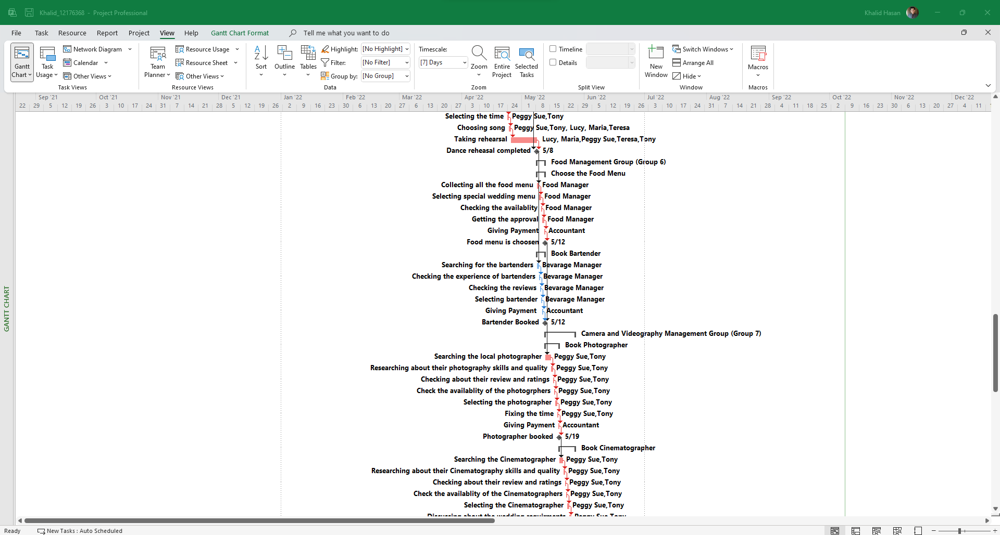 Khalid_12176368 - Project Professional
Khalid Hasan
File Task Resource Report Project View Help Gantt Chart Format Tell me what you want to do
Gantt Chart
Task Usage
Network Diagram
Calendar
Other Views
Task Views
Team Planner
Resource Usage
Resource Sheet
Other Views
Resource Views
Sort
Outline
Tables
Highlight: [No Highlight]
Filter: [No Filter]
Group by: [No Group]
Data
Timescale:
[7] Days
Zoom
Entire Project
Selected Tasks
Zoom
Timeline
Details
Split View
New Window
Switch Windows
Arrange All
Hide
Window
Macros
Macros
Sep '21 Oct '21 Nov '21 Dec '21 Jan '22 Feb '22 Mar '22 Apr '22 May '22 Jun '22 Jul '22 Aug '22 Sep '22 Oct '22 Nov '22 Dec '22
22 29 5 12 19 26 3 10 17 24 31 7 14 21 28 5 12 19 26 2 9 16 23 30 6 13 20 27 6 13 20 27 3 10 17 24 1 8 15 22 29 5 12 19 26 3 10 17 24 31 7 14 21 28 4 11 18 25 2 9 16 23 30 6 13 20 27 4 11
Selecting the time Peggy Sue,Tony
Choosing song Peggy Sue,Tony, Lucy, Maria,Teresa
Taking rehearsal Lucy, Maria,Peggy Sue,Teresa,Tony
Dance reheasal completed 5/8
Food Management Group (Group 6)
Choose the Food Menu
Collecting all the food menu Food Manager
Selecting special wedding menu Food Manager
Checking the availablity Food Manager
Getting the approval Food Manager
Giving Payment Accountant
Food menu is choosen 5/12
Book Bartender
Searching for the bartenders Bevarage Manager
Checking the experience of bartenders Bevarage Manager
Checking the reviews Bevarage Manager
Selecting bartender Bevarage Manager
Giving Payment Accountant
Bartender Booked 5/12
Camera and Videography Management Group (Group 7)
Book Photographer
Searching the local photographer Peggy Sue,Tony
Researching about their photography skills and quality Peggy Sue,Tony
Checking about their review and ratings Peggy Sue,Tony
Check the availablity of the photogrphers Peggy Sue,Tony
Selecting the photographer Peggy Sue,Tony
Fixing the time Peggy Sue,Tony
Giving Payment Accountant
Photographer booked 5/19
Book Cinematographer
Searching the Cinematographer Peggy Sue,Tony
Researching about their Cinematography skills and quality Peggy Sue,Tony
Checking about their review and ratings Peggy Sue,Tony
Check the availablity of the Cinematographers Peggy Sue,Tony
Selecting the Cinematographer Peggy Sue,Tony
Discussing about the wedding requirments Peggy Sue,Tony
GANTT CHART
Ready New Tasks : Auto Scheduled